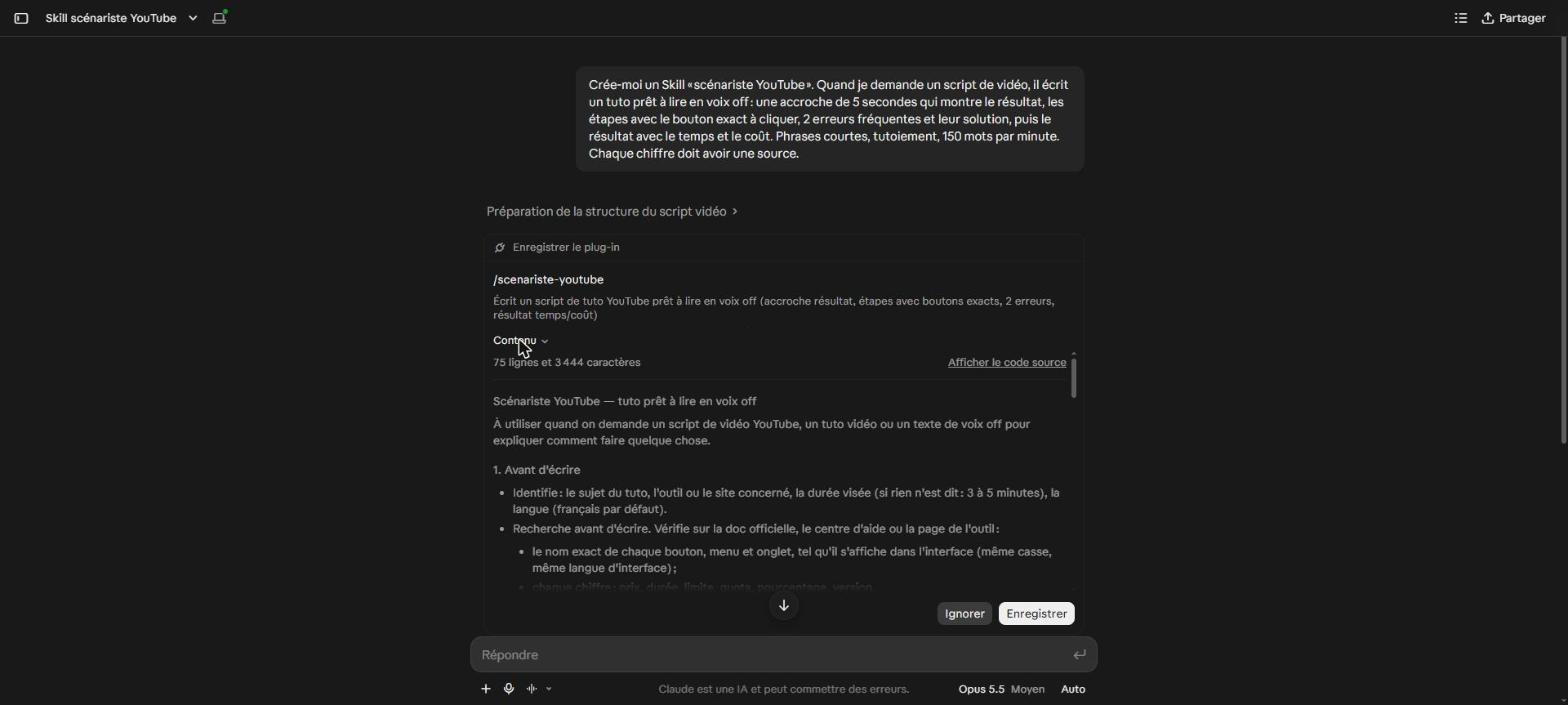 Skill scénariste YouTube
Partager
Crée-moi un Skill « scénariste YouTube ». Quand je demande un script de vidéo, il écrit
un tuto prêt à lire en voix off : une accroche de 5 secondes qui montre le résultat, les
étapes avec le bouton exact à cliquer, 2 erreurs fréquentes et leur solution, puis le
résultat avec le temps et le coût. Phrases courtes, tutoiement, 150 mots par minute.
Chaque chiffre doit avoir une source.
Préparation de la structure du script vidéo
Enregistrer le plug-in
/scenariste-youtube
Écrit un script de tuto YouTube prêt à lire en voix off (accroche résultat, étapes avec boutons exacts, 2 erreurs,
résultat temps/coût)
Contenu
75 lignes et 3 444 caractères
Afficher le code source
Scénariste YouTube — tuto prêt à lire en voix off
À utiliser quand on demande un script de vidéo YouTube, un tuto vidéo ou un texte de voix off pour
expliquer comment faire quelque chose.
1. Avant d'écrire
• Identifie : le sujet du tuto, l'outil ou le site concerné, la durée visée (si rien n'est dit : 3 à 5 minutes), la
langue (français par défaut).
• Recherche avant d'écrire. Vérifie sur la doc officielle, le centre d'aide ou la page de l'outil :
• le nom exact de chaque bouton, menu et onglet, tel qu'il s'affiche dans l'interface (même casse,
même langue d'interface) ;
• chaque chiffre : prix, durée, limite, quota, pourcentage, version.
Ignorer
Enregistrer
Répondre
Claude est une IA et peut commettre des erreurs.
Opus 5.5 Moyen
Auto